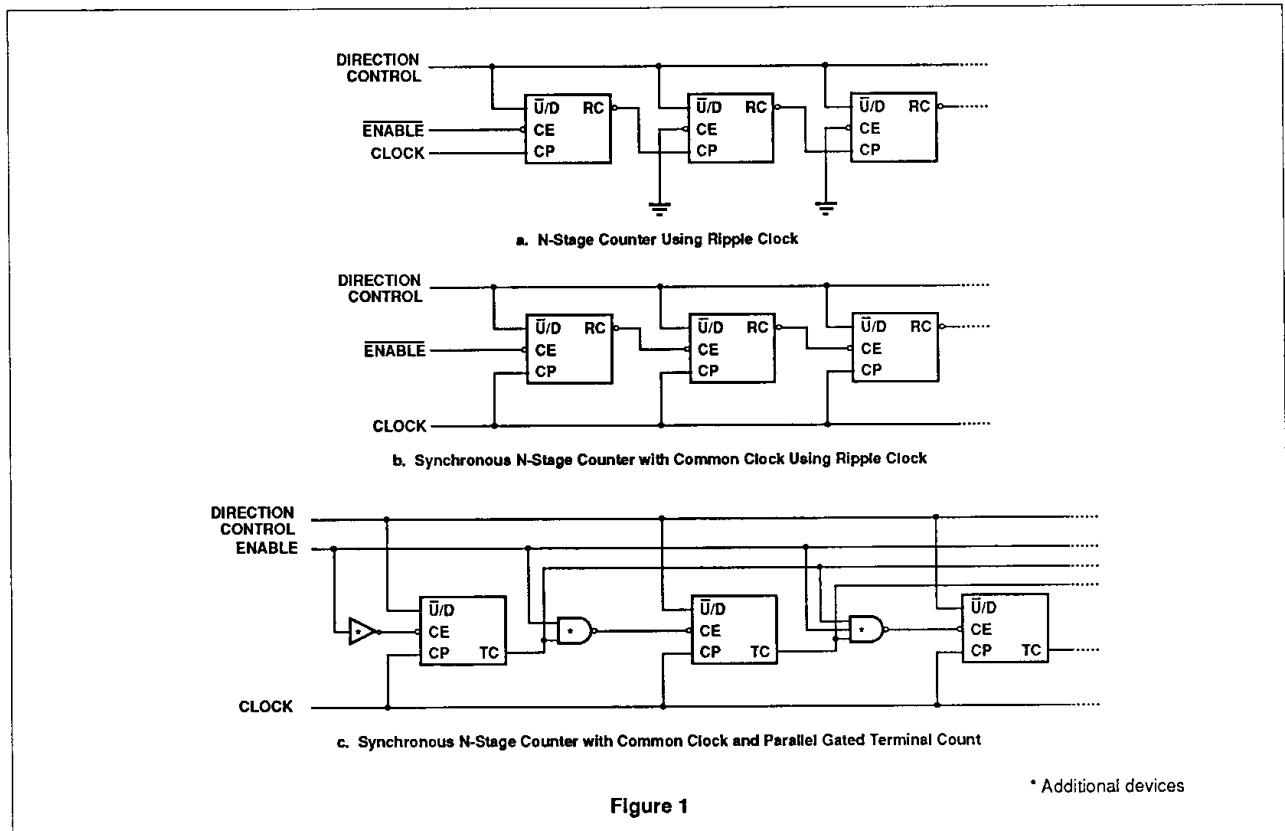 DIRECTION
CONTROL
U̅/D RC U̅/D RC U̅/D RC
E̅N̅A̅B̅L̅E̅ CE CE CE
CLOCK CP CP CP
a. N-Stage Counter Using Ripple Clock
DIRECTION
CONTROL
U̅/D RC U̅/D RC U̅/D RC
E̅N̅A̅B̅L̅E̅ CE CE CE
CP CP CP
CLOCK
b. Synchronous N-Stage Counter with Common Clock Using Ripple Clock
DIRECTION
CONTROL
ENABLE
U̅/D U̅/D U̅/D
* CE * CE * CE
CP TC CP TC CP TC
CLOCK
c. Synchronous N-Stage Counter with Common Clock and Parallel Gated Terminal Count
* Additional devices
Figure 1